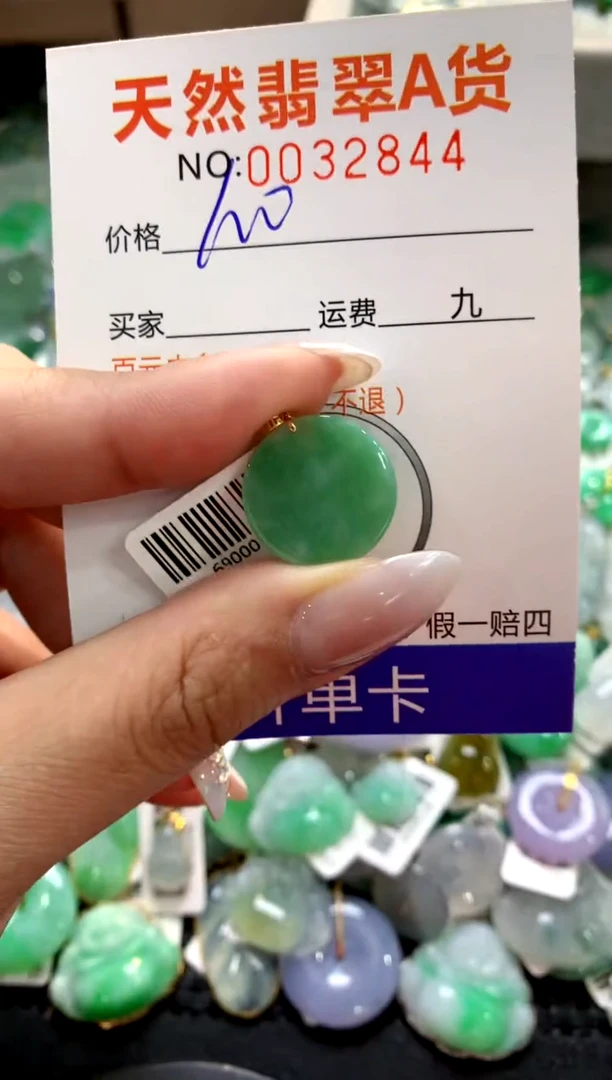 天然翡翠A货
NO:0032844
价格
买家 运费 九
不退）
69000
假一赔四
单卡